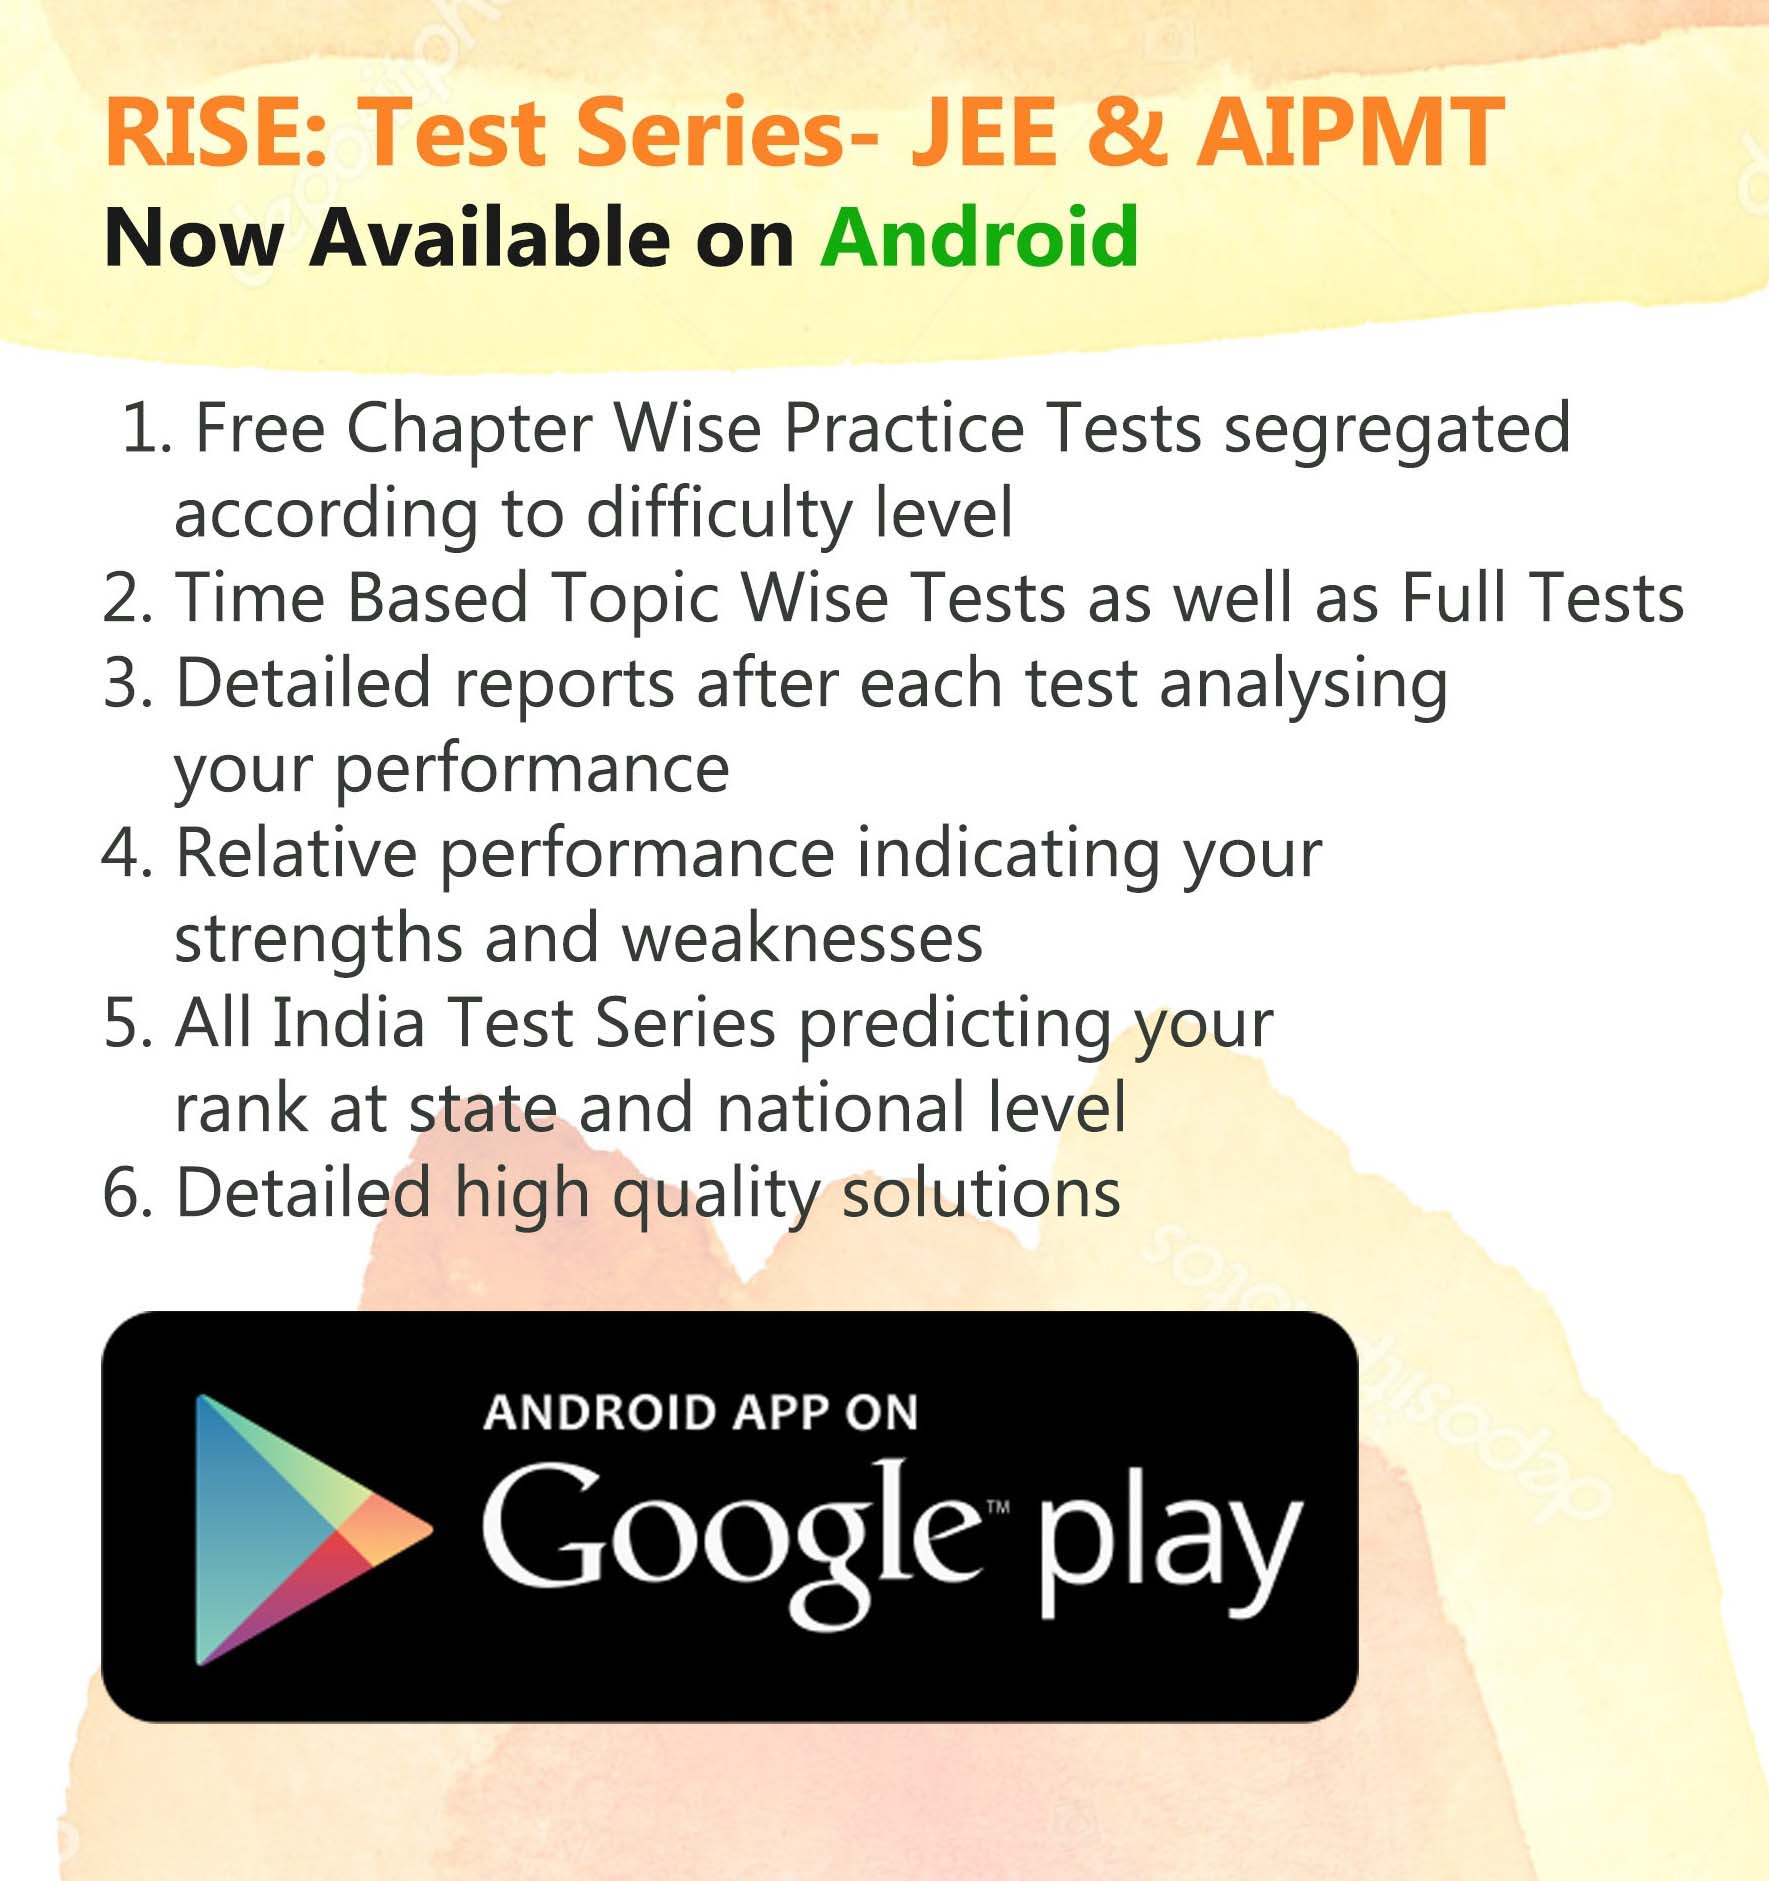 RISE: Test Series- JEE & AIPMT
Now Available on Android
1. Free Chapter Wise Practice Tests segregated
according to difficulty level
2. Time Based Topic Wise Tests as well as Full Tests
3. Detailed reports after each test analysing
your performance
4. Relative performance indicating your
strengths and weaknesses
5. All India Test Series predicting your
rank at state and national level
6. Detailed high quality solutions
ANDROID APP ON
Google™ play
depositphotos
depositphotos